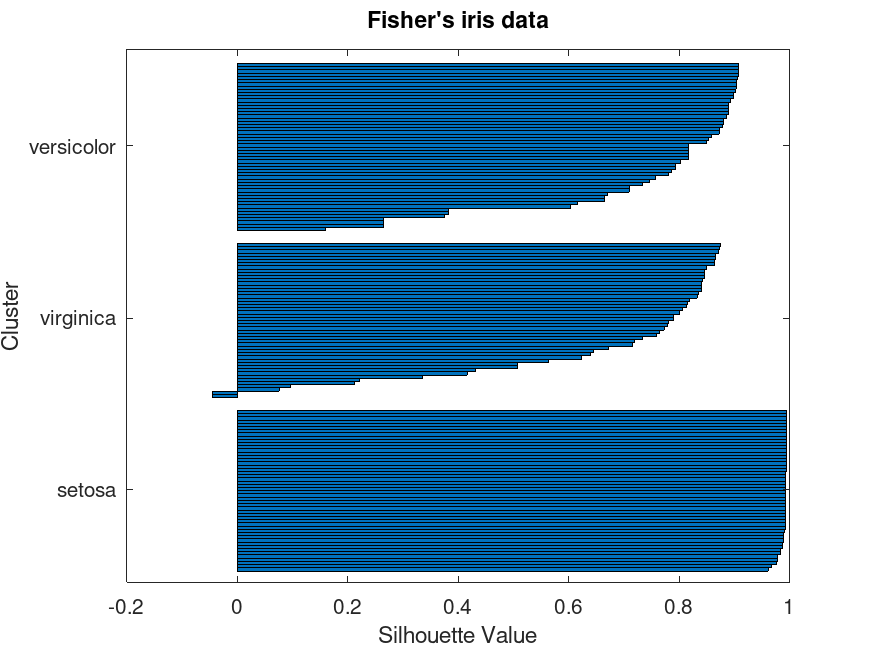 Fisher's iris data
versicolor
virginica
setosa
Cluster
-0.2 0 0.2 0.4 0.6 0.8 1
Silhouette Value